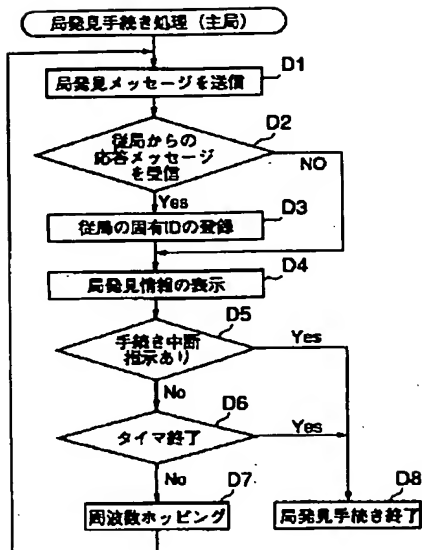 局発見手続き処理（主局）
D1
局発見メッセージを送信
D2
従局からの
応答メッセージ
を受信
NO
Yes
D3
従局の固有IDの登録
D4
局発見情報の表示
D5
手続き中断
指示あり
Yes
No
D6
タイマ終了
Yes
No
D7
周波数ホッピング
D8
局発見手続き終了